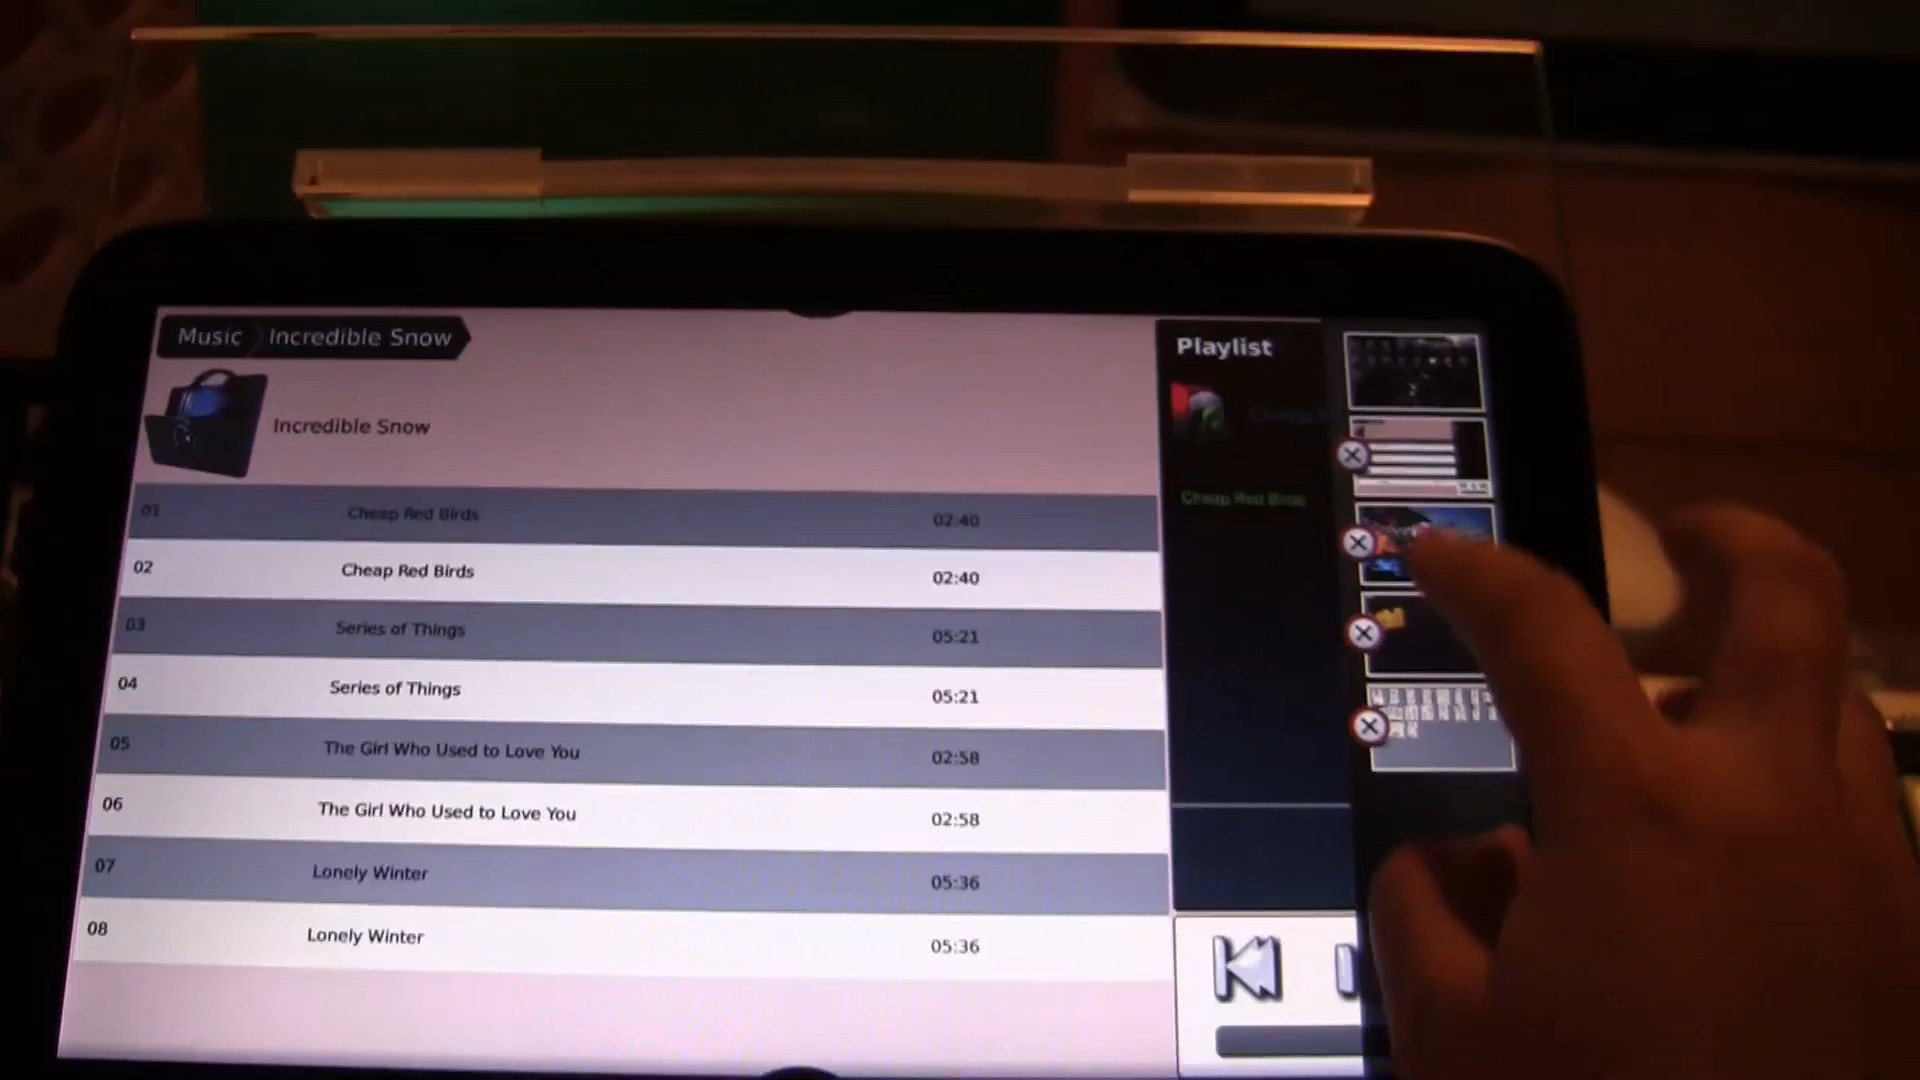 Music Incredible Snow
Incredible Snow
01 Cheap Red Birds 02:40
02 Cheap Red Birds 02:40
03 Series of Things 05:21
04 Series of Things 05:21
05 The Girl Who Used to Love You 02:58
06 The Girl Who Used to Love You 02:58
07 Lonely Winter 05:36
08 Lonely Winter 05:36
Playlist
Cheap Red Birds